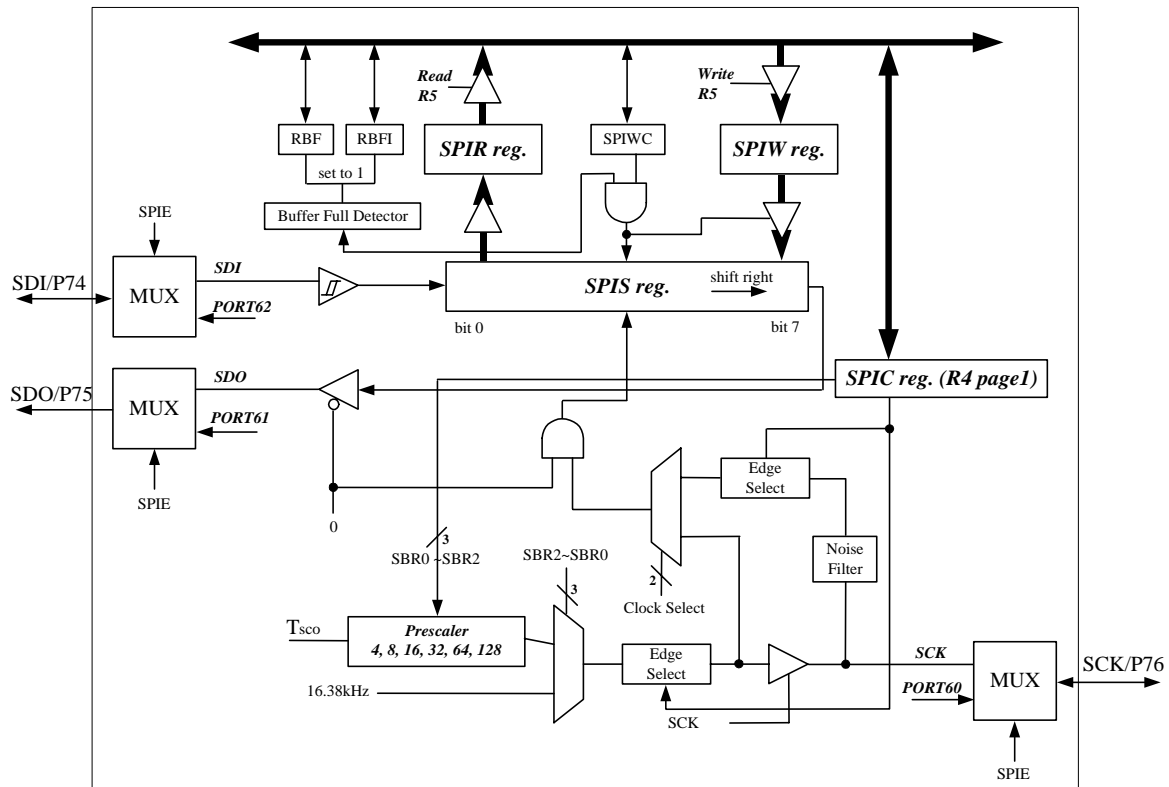 Read
R5
Write
R5
RBF
RBFI
SPIR reg.
SPIWC
SPIW reg.
set to 1
Buffer Full Detector
SPIE
SDI/P74
MUX
SDI
PORT62
SPIS reg.
shift right
bit 0
bit 7
SDO/P75
MUX
SDO
PORT61
SPIE
SPIC reg. (R4 page1)
0
Edge
Select
Noise
Filter
3
SBR0 ~SBR2
SBR2~SBR0
3
2
Clock Select
Tsco
Prescaler
4, 8, 16, 32, 64, 128
16.38kHz
Edge
Select
SCK
SCK
PORT60
MUX
SCK/P76
SPIE